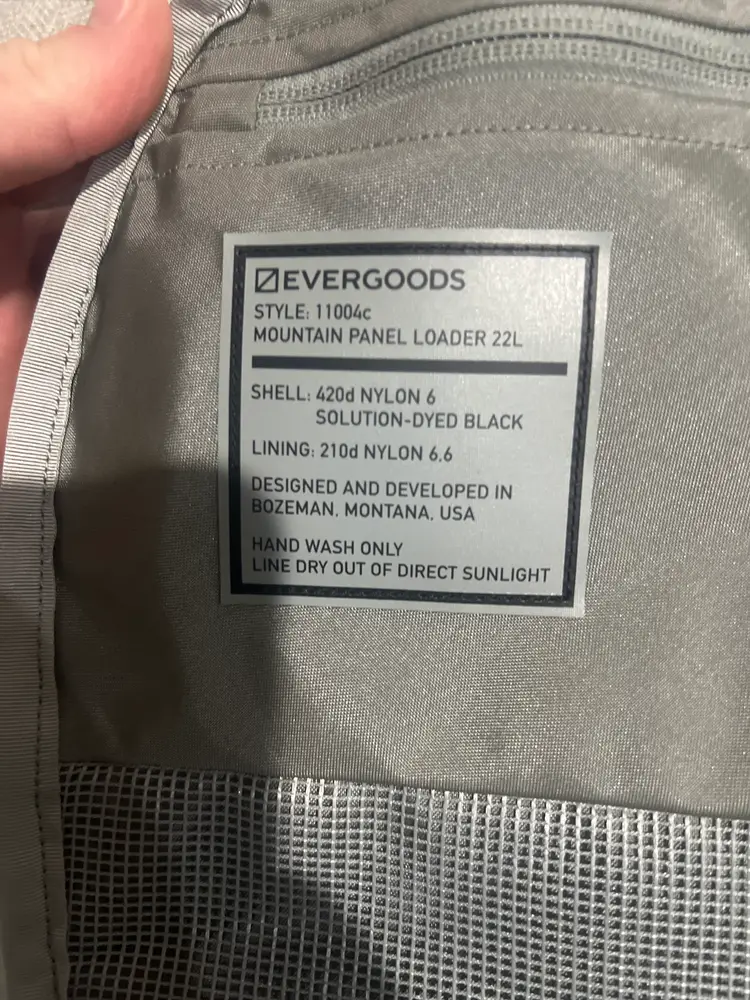 EVERGOODS
STYLE: 11004c
MOUNTAIN PANEL LOADER 22L
SHELL: 420d NYLON 6
SOLUTION-DYED BLACK
LINING: 210d NYLON 6.6
DESIGNED AND DEVELOPED IN
BOZEMAN, MONTANA, USA
HAND WASH ONLY
LINE DRY OUT OF DIRECT SUNLIGHT